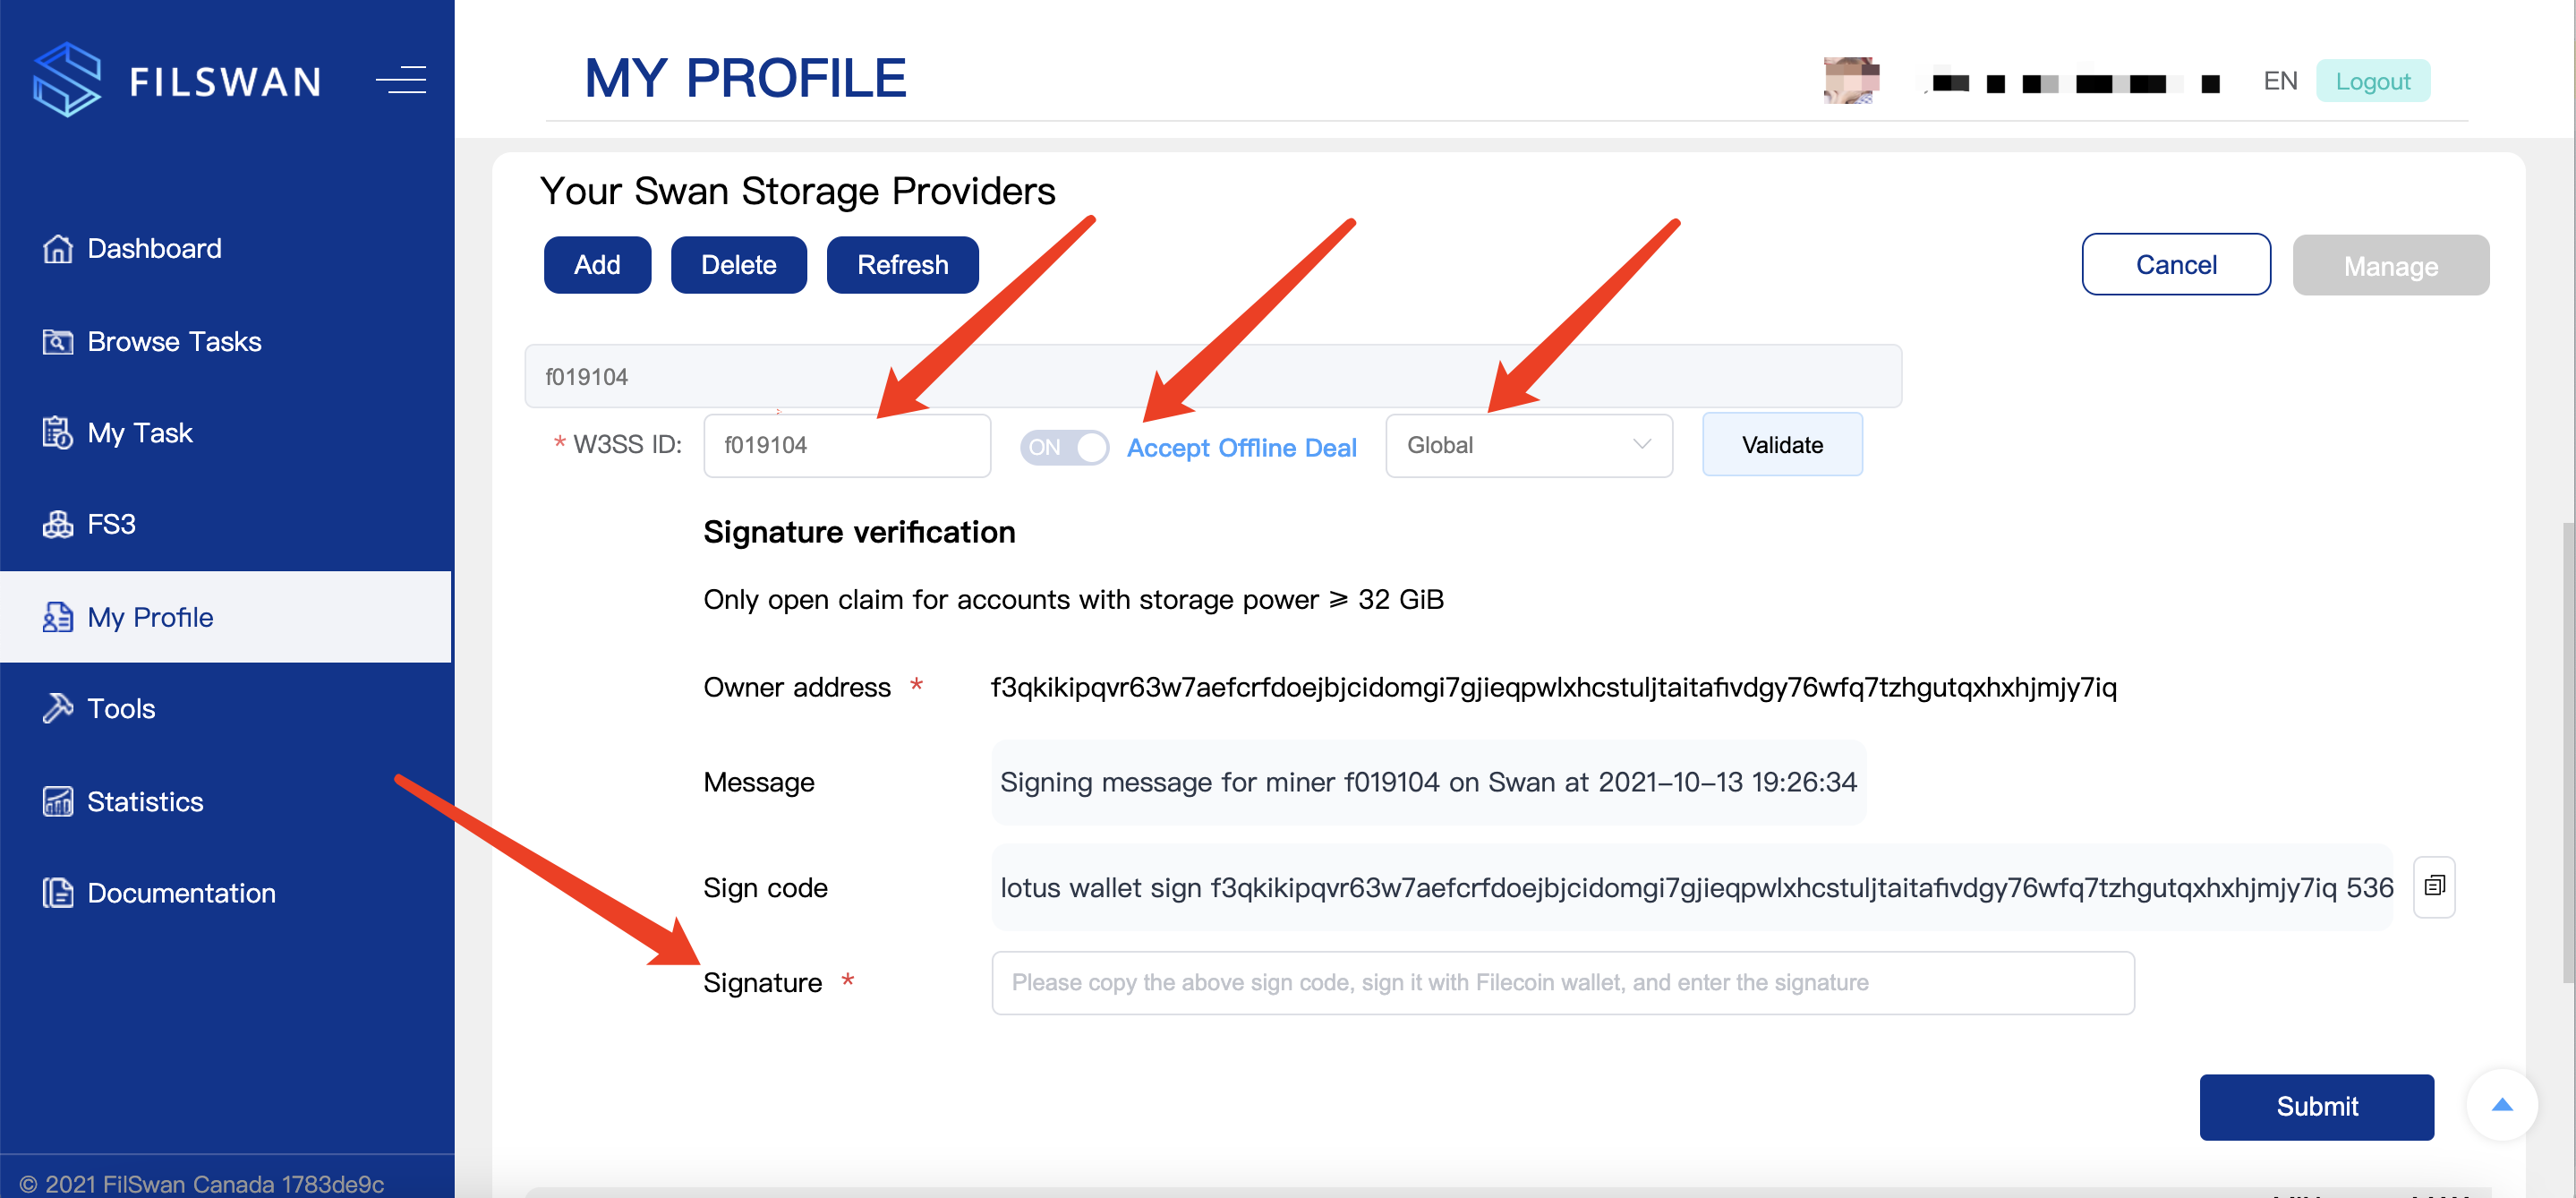 FILSWAN
MY PROFILE
EN
Logout
Dashboard
Browse Tasks
My Task
FS3
My Profile
Tools
Statistics
Documentation
© 2021 FilSwan Canada 1783de9c
Your Swan Storage Providers
Add
Delete
Refresh
Cancel
Manage
f019104
* W3SS ID:
f019104
ON
Accept Offline Deal
Global
Validate
Signature verification
Only open claim for accounts with storage power ⩾ 32 GiB
Owner address *
f3qkikipqvr63w7aefcrfdoejbjcidomgi7gjieqpwlxhcstuljtaitafivdgy76wfq7tzhgutqxhxhjmjy7iq
Message
Signing message for miner f019104 on Swan at 2021-10-13 19:26:34
Sign code
lotus wallet sign f3qkikipqvr63w7aefcrfdoejbjcidomgi7gjieqpwlxhcstuljtaitafivdgy76wfq7tzhgutqxhxhjmjy7iq 536
Signature *
Please copy the above sign code, sign it with Filecoin wallet, and enter the signature
Submit